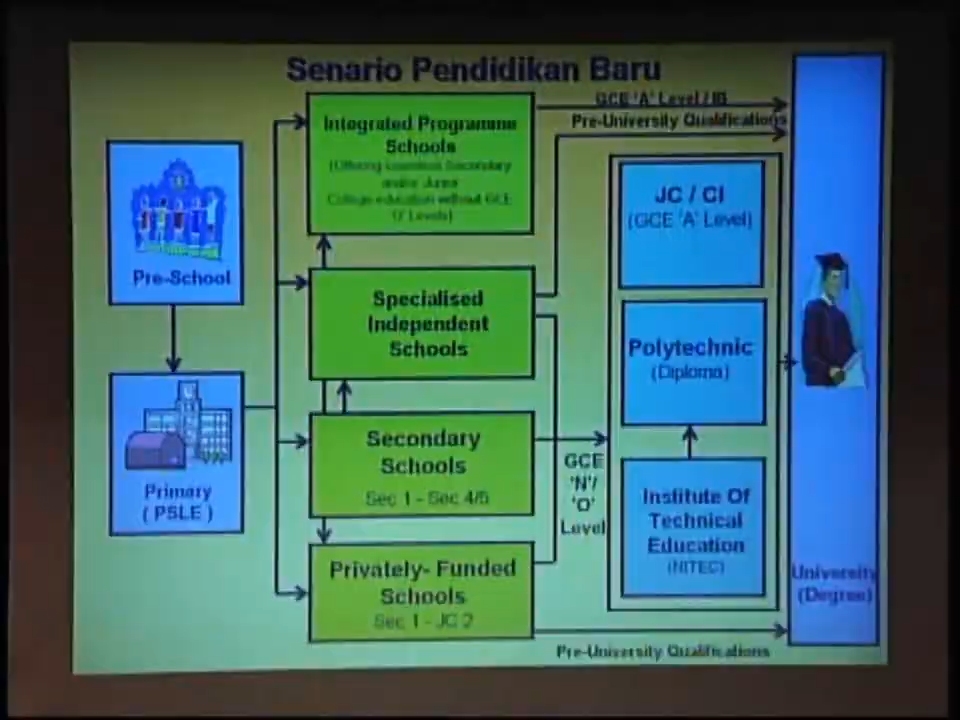 Senario Pendidikan Baru
Pre-School
Primary
( PSLE )
Integrated Programme
Schools
(Offering Secondary
and/or Junior
College education without GCE
'O' Levels)
Specialised
Independent
Schools
Secondary
Schools
Sec 1 - Sec 4/5
Privately- Funded
Schools
Sec 1 - JC 2
GCE 'A' Level / IB
Pre-University Qualifications
GCE
'N'/
'O'
Level
JC / CI
(GCE 'A' Level)
Polytechnic
(Diploma)
Institute Of
Technical
Education
(NITEC)
Pre-University Qualifications
University
(Degree)